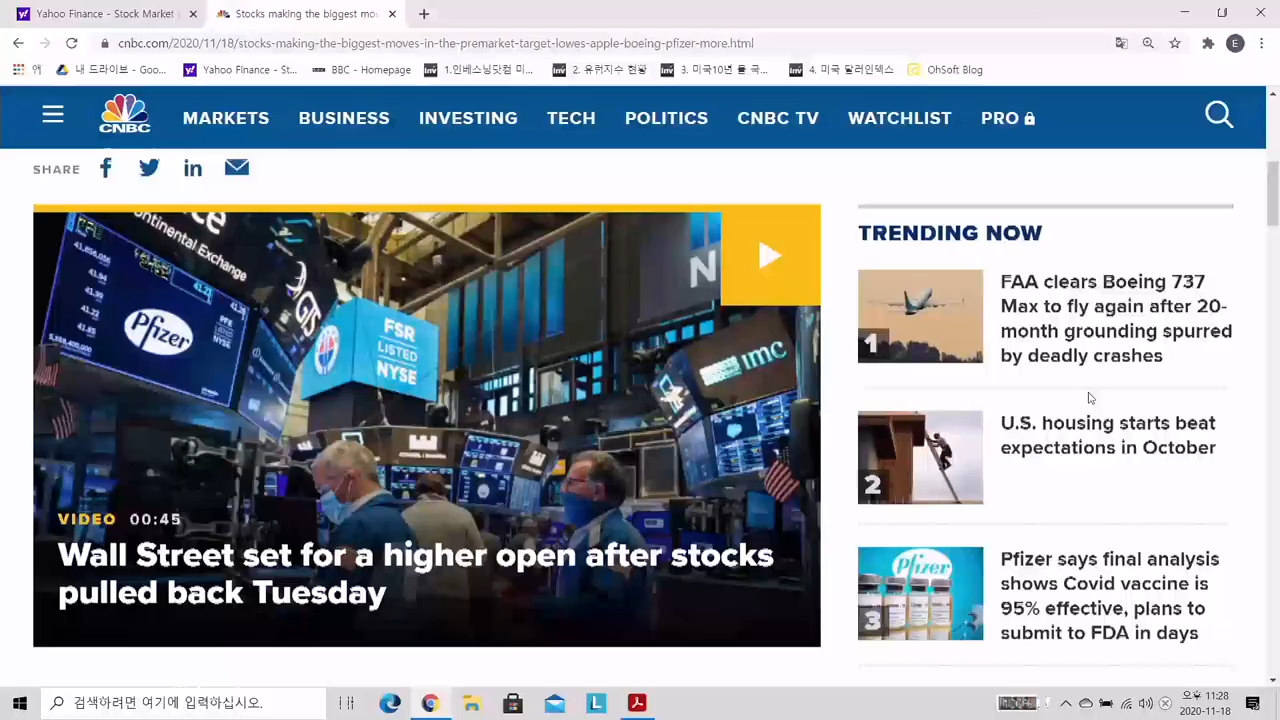 Yahoo Finance - Stock Market
Stocks making the biggest mo
cnbc.com/2020/11/18/stocks-making-the-biggest-moves-in-the-premarket-target-lowes-apple-boeing-pfizer-more.html
E
앱
내 드라이브 - Goo...
Yahoo Finance - St...
BBC - Homepage
1.인베스닝닷컴 미...
2. 유럽지수 현황
3. 미국10년 물 국...
4. 미국 달러인덱스
OhSoft Blog
CNBC
MARKETS
BUSINESS
INVESTING
TECH
POLITICS
CNBC TV
WATCHLIST
PRO
SHARE
ontinental Exchange
Pfizer
FSR
LISTED
NYSE
imc
VIDEO 00:45
Wall Street set for a higher open after stocks
pulled back Tuesday
TRENDING NOW
1
FAA clears Boeing 737
Max to fly again after 20-
month grounding spurred
by deadly crashes
2
U.S. housing starts beat
expectations in October
Pfizer
3
Pfizer says final analysis
shows Covid vaccine is
95% effective, plans to
submit to FDA in days
검색하려면 여기에 입력하십시오.
오후 11:28
2020-11-18